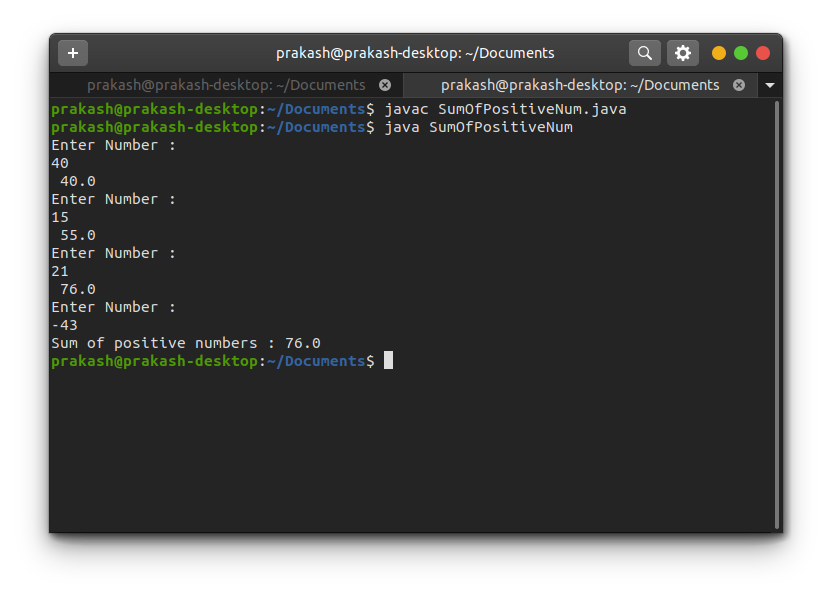 prakash@prakash-desktop: ~/Documents
prakash@prakash-desktop: ~/Documents
prakash@prakash-desktop: ~/Documents
prakash@prakash-desktop:~/Documents$ javac SumOfPositiveNum.java
prakash@prakash-desktop:~/Documents$ java SumOfPositiveNum
Enter Number :
40
 40.0
Enter Number :
15
 55.0
Enter Number :
21
 76.0
Enter Number :
-43
Sum of positive numbers : 76.0
prakash@prakash-desktop:~/Documents$